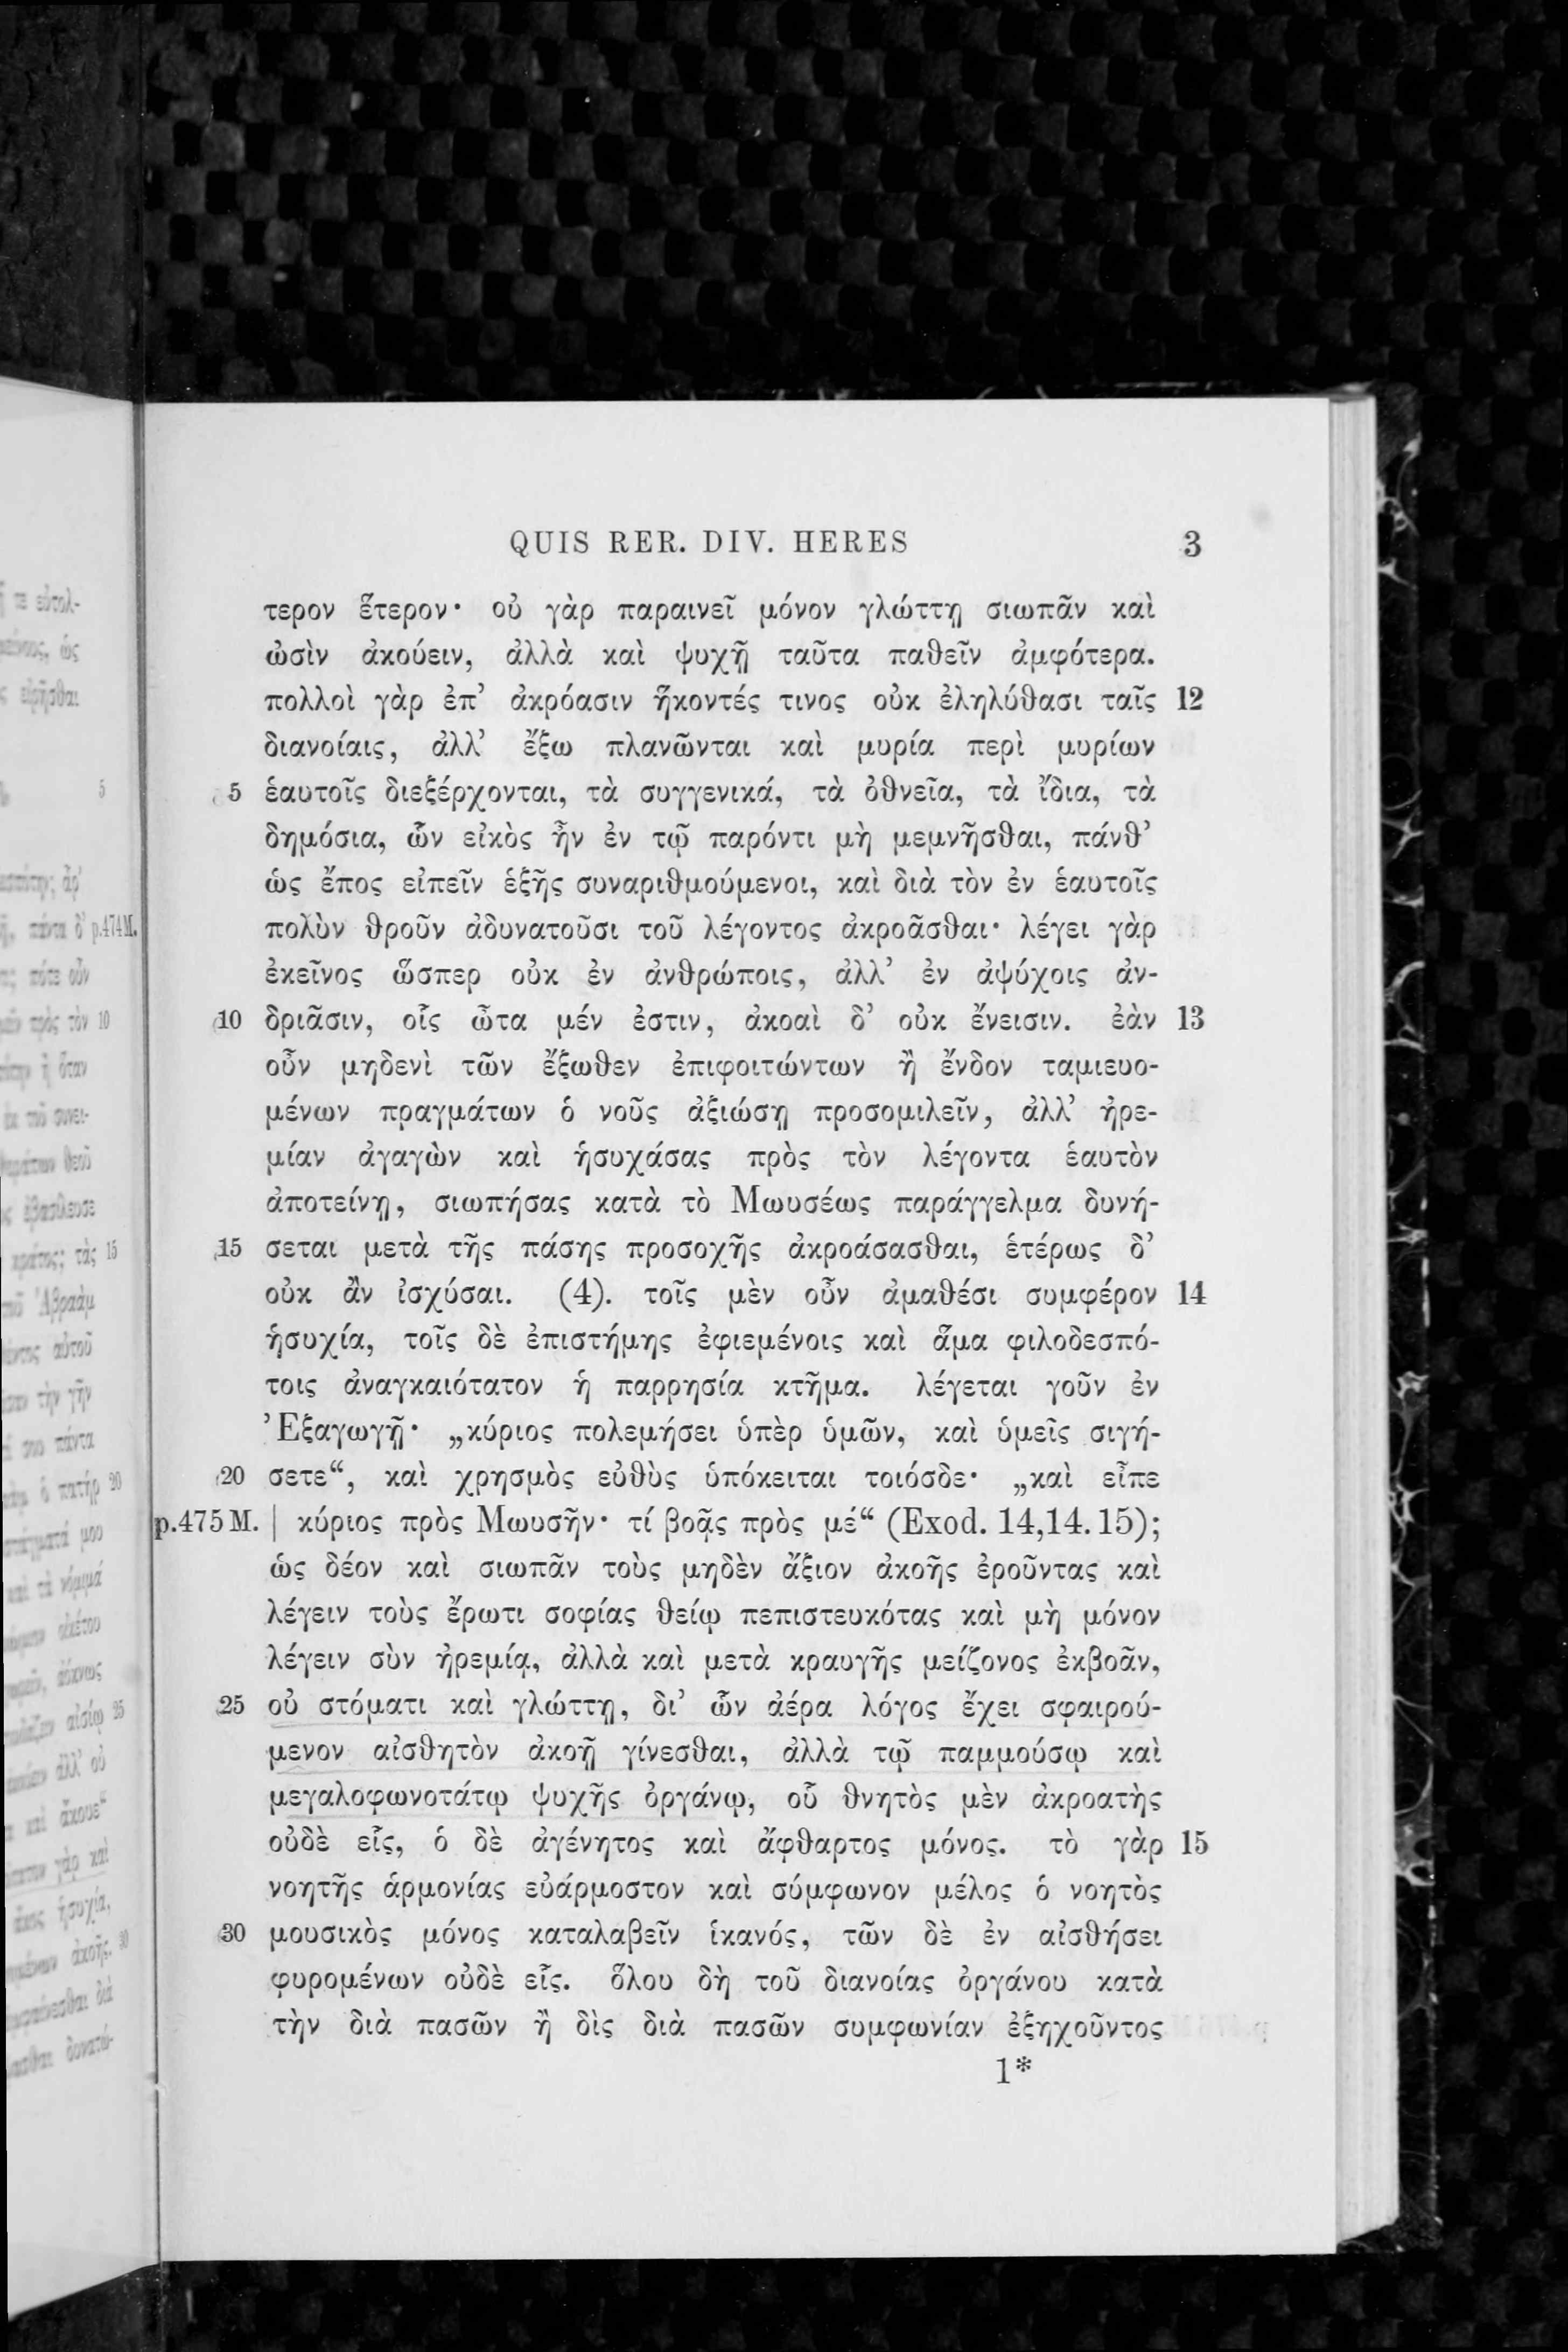 QUIS RER. DIV. HERES 3
τερον ἕτερον· οὐ γὰρ παραινεῖ μόνον γλώττῃ σιωπᾶν καὶ
ὠσὶν ἀκούειν, ἀλλὰ καὶ ψυχῇ ταῦτα παθεῖν ἀμφότερα.
πολλοὶ γὰρ ἐπ’ ἀκρόασιν ἥκοντές τινος οὐκ ἐληλύθασι ταῖς 12
διανοίαις, ἀλλ’ ἔξω πλανῶνται καὶ μυρία περὶ μυρίων
5 ἑαυτοῖς διεξέρχονται, τὰ συγγενικά, τὰ ὀθνεῖα, τὰ ἴδια, τὰ
δημόσια, ὧν εἰκὸς ἦν ἐν τῷ παρόντι μὴ μεμνῆσθαι, πάνθ’
ὡς ἔπος εἰπεῖν ἑξῆς συναριθμούμενοι, καὶ διὰ τὸν ἐν ἑαυτοῖς
πολὺν θροῦν ἀδυνατοῦσι τοῦ λέγοντος ἀκροᾶσθαι· λέγει γὰρ
ἐκεῖνος ὥσπερ οὐκ ἐν ἀνθρώποις, ἀλλ’ ἐν ἀψύχοις ἀν-
10 δριᾶσιν, οἷς ὦτα μέν ἐστιν, ἀκοαὶ δ’ οὐκ ἔνεισιν. ἐὰν 13
οὖν μηδενὶ τῶν ἔξωθεν ἐπιφοιτώντων ἢ ἔνδον ταμιευο-
μένων πραγμάτων ὁ νοῦς ἀξιώσῃ προσομιλεῖν, ἀλλ’ ἠρε-
μίαν ἀγαγὼν καὶ ἡσυχάσας πρὸς τὸν λέγοντα ἑαυτὸν
ἀποτείνῃ, σιωπήσας κατὰ τὸ Μωυσέως παράγγελμα δυνή-
15 σεται μετὰ τῆς πάσης προσοχῆς ἀκροάσασθαι, ἑτέρως δ’
οὐκ ἂν ἰσχύσαι. (4). τοῖς μὲν οὖν ἀμαθέσι συμφέρον 14
ἡσυχία, τοῖς δὲ ἐπιστήμης ἐφιεμένοις καὶ ἅμα φιλοδεσπό-
τοις ἀναγκαιότατον ἡ παρρησία κτῆμα. λέγεται γοῦν ἐν
Ἐξαγωγῇ· „κύριος πολεμήσει ὑπὲρ ὑμῶν, καὶ ὑμεῖς σιγή-
20 σετε“, καὶ χρησμὸς εὐθὺς ὑπόκειται τοιόσδε· „καὶ εἶπε
p.475 M. | κύριος πρὸς Μωυσῆν· τί βοᾷς πρὸς μέ“ (Exod. 14,14. 15);
ὡς δέον καὶ σιωπᾶν τοὺς μηδὲν ἄξιον ἀκοῆς ἐροῦντας καὶ
λέγειν τοὺς ἔρωτι σοφίας θείῳ πεπιστευκότας καὶ μὴ μόνον
λέγειν σὺν ἠρεμίᾳ, ἀλλὰ καὶ μετὰ κραυγῆς μείζονος ἐκβοᾶν,
25 οὐ στόματι καὶ γλώττῃ, δι’ ὧν ἀέρα λόγος ἔχει σφαιρού-
μενον αἰσθητὸν ἀκοῇ γίνεσθαι, ἀλλὰ τῷ παμμούσῳ καὶ
μεγαλοφωνοτάτῳ ψυχῆς ὀργάνῳ, οὗ θνητὸς μὲν ἀκροατὴς
οὐδὲ εἷς, ὁ δὲ ἀγένητος καὶ ἄφθαρτος μόνος. τὸ γὰρ 15
νοητῆς ἁρμονίας εὐάρμοστον καὶ σύμφωνον μέλος ὁ νοητὸς
30 μουσικὸς μόνος καταλαβεῖν ἱκανός, τῶν δὲ ἐν αἰσθήσει
φυρομένων οὐδὲ εἷς. ὅλου δὴ τοῦ διανοίας ὀργάνου κατὰ
τὴν διὰ πασῶν ἢ δὶς διὰ πασῶν συμφωνίαν ἐξηχοῦντος
1*